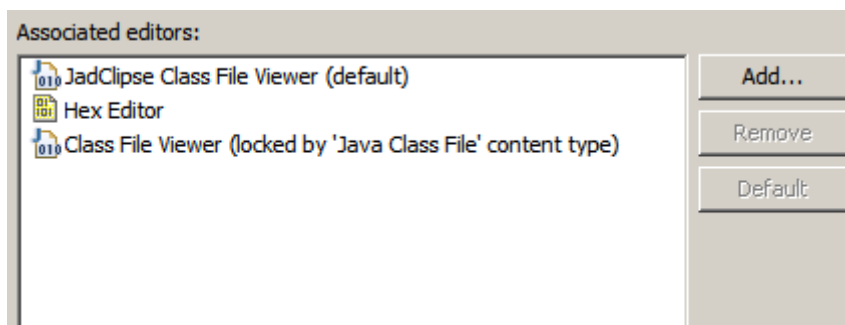 Associated editors:
JadClipse Class File Viewer (default)
Hex Editor
Class File Viewer (locked by 'Java Class File' content type)
Add...
Remove
Default